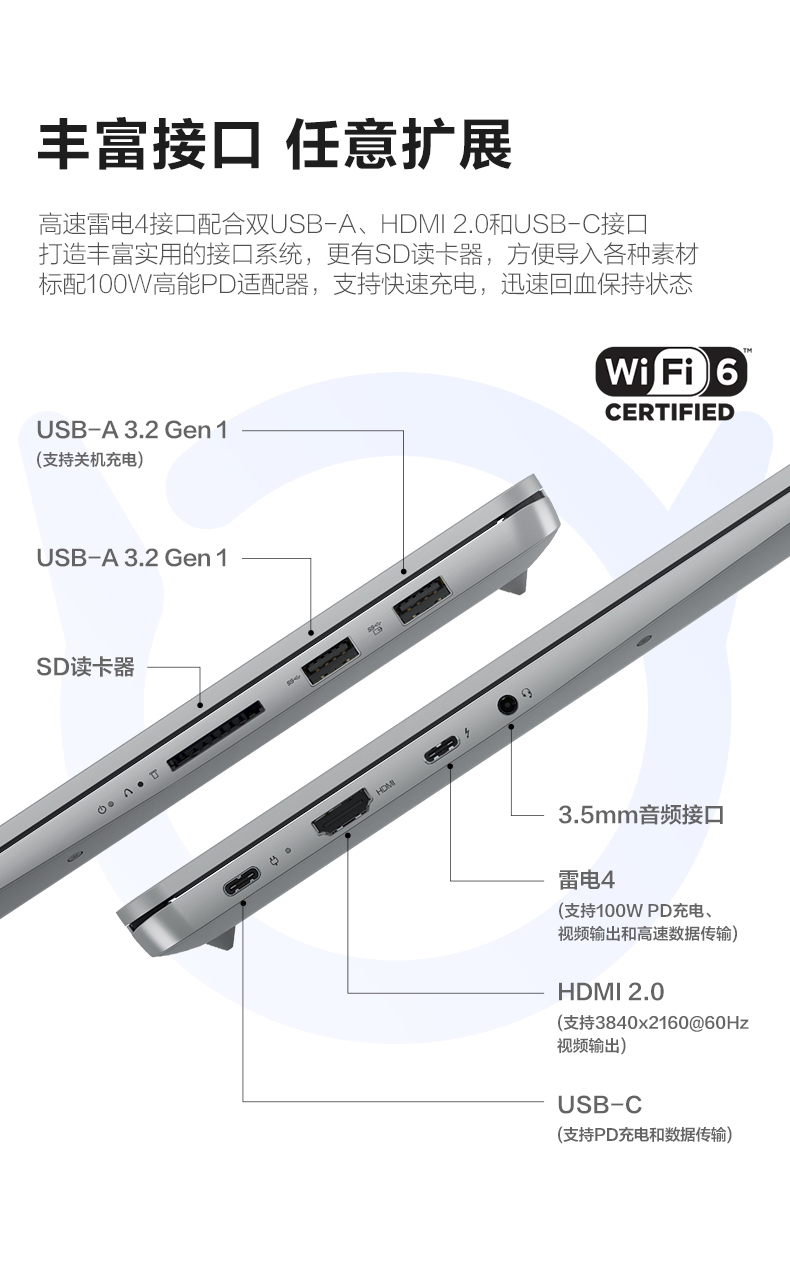 丰富接口 任意扩展
高速雷电4接口配合双USB-A、HDMI 2.0和USB-C接口
打造丰富实用的接口系统，更有SD读卡器，方便导入各种素材
标配100W高能PD适配器，支持快速充电，迅速回血保持状态
Wi Fi 6™
CERTIFIED
USB-A 3.2 Gen 1
(支持关机充电)
USB-A 3.2 Gen 1
SD读卡器
HDMI
3.5mm音频接口
雷电4
(支持100W PD充电、
视频输出和高速数据传输)
HDMI 2.0
(支持3840x2160@60Hz
视频输出)
USB-C
(支持PD充电和数据传输)